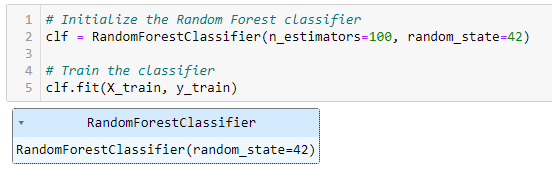 1 # Initialize the Random Forest classifier
2 clf = RandomForestClassifier(n_estimators=100, random_state=42)
3
4 # Train the classifier
5 clf.fit(X_train, y_train)
▾ RandomForestClassifier
RandomForestClassifier(random_state=42)